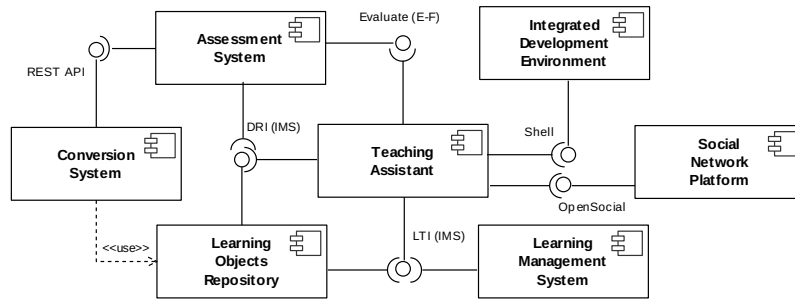 Evaluate (E-F)
Assessment
System
Integrated
Development
Environment
REST API
DRI (IMS)
Shell
Conversion
System
Teaching
Assistant
Social
Network
Platform
OpenSocial
<<use>>
LTI (IMS)
Learning
Objects
Repository
Learning
Management
System